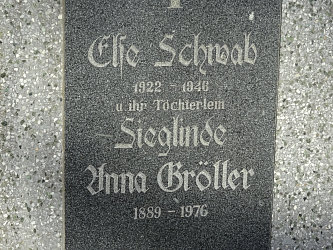 Else Schwab
1922 - 1946
u ihr Töchterlein
Sieglinde
Anna Gröller
1889 - 1976